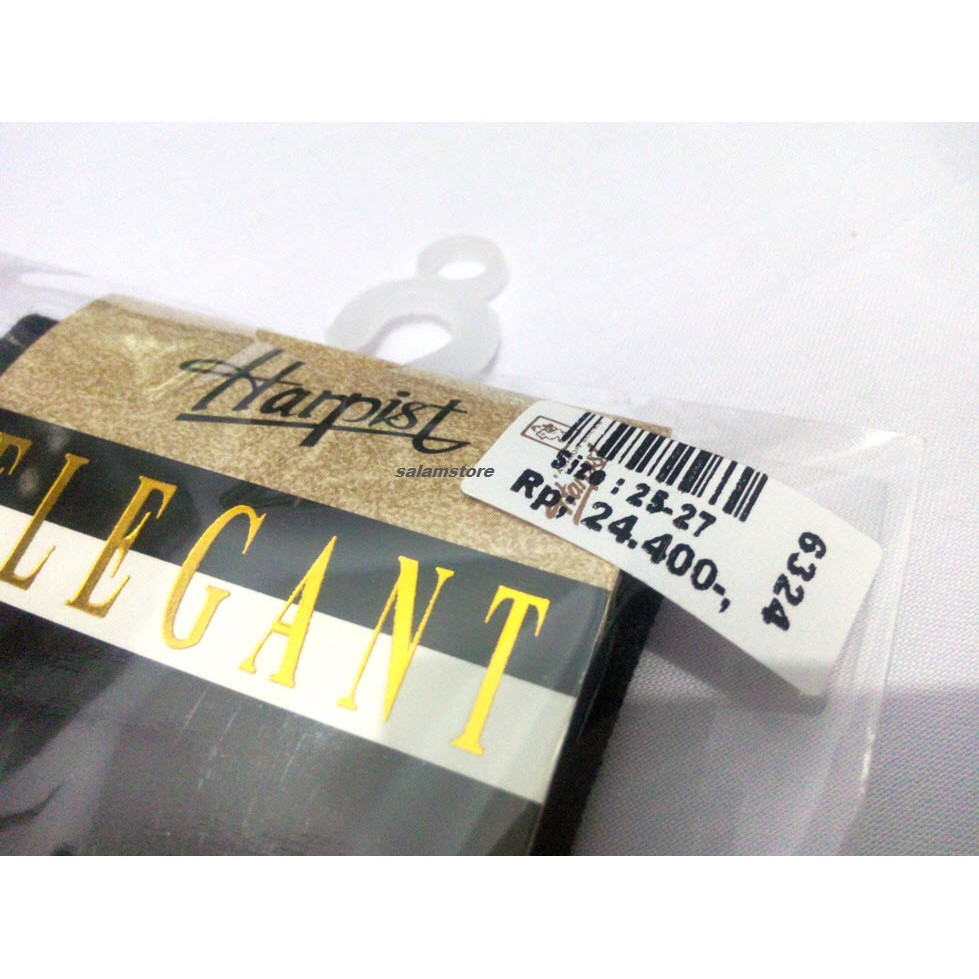 Harpist
salamstore
ELEGANT
Size : 25-27
Rp: 24.400-,
6324